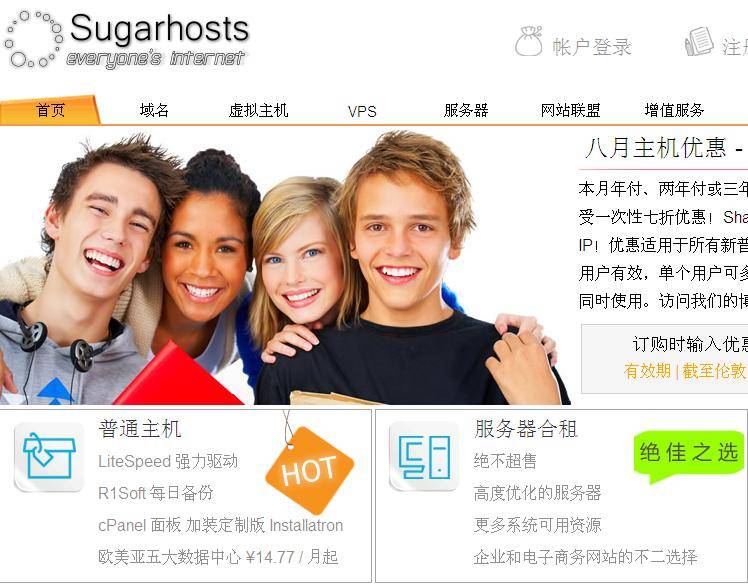 Sugarhosts
everyone's internet
帐户登录
首页 域名 虚拟主机 VPS 服务器 网站联盟 增值服务
八月主机优惠 -
本月年付、两年付或三年
受一次性七折优惠！Sha
IP！优惠适用于所有新普
用户有效，单个用户可多
同时使用。访问我们的博
订购时输入优惠
有效期 | 截至伦敦
普通主机
LiteSpeed 强力驱动
R1Soft 每日备份
cPanel 面板 加装定制版 Installatron
欧美亚五大数据中心 ¥14.77 / 月起
HOT
服务器合租
绝不超售
高度优化的服务器
更多系统可用资源
企业和电子商务网站的不二选择
绝佳之选